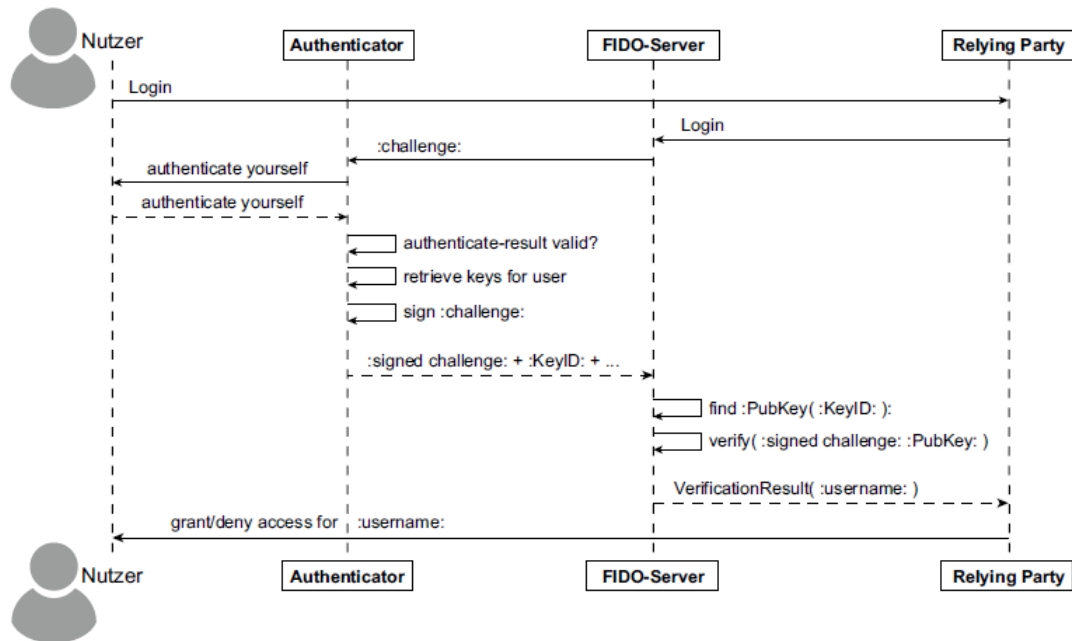 Nutzer
Authenticator
FIDO-Server
Relying Party
Login
Login
:challenge:
authenticate yourself
authenticate yourself
authenticate-result valid?
retrieve keys for user
sign :challenge:
:signed challenge: + :KeyID: + ...
find :PubKey( :KeyID: ):
verify( :signed challenge: :PubKey: )
VerificationResult( :username: )
grant/deny access for :username:
Nutzer
Authenticator
FIDO-Server
Relying Party